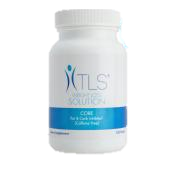 TLS®
WEIGHT LOSS
SOLUTION
CORE
Fat & Carb Inhibitor
(Caffeine Free)